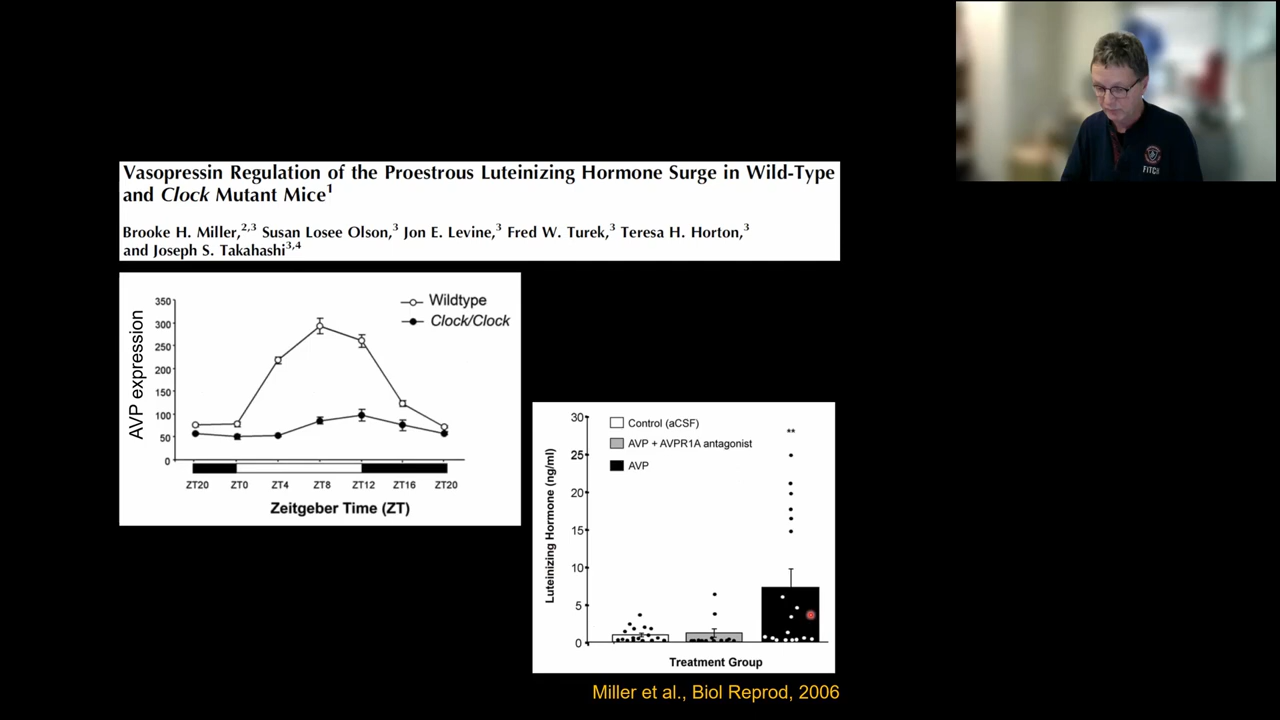 Vasopressin Regulation of the Proestrous Luteinizing Hormone Surge in Wild-Type
and Clock Mutant Mice1
Brooke H. Miller,2,3 Susan Losee Olson,3 Jon E. Levine,3 Fred W. Turek,3 Teresa H. Horton,3
and Joseph S. Takahashi3,4
AVP expression
350
300
250
200
150
100
50
0
Wildtype
Clock/Clock
ZT20 ZT0 ZT4 ZT8 ZT12 ZT16 ZT20
Zeitgeber Time (ZT)
Luteinizing Hormone (ng/ml)
30
25
20
15
10
5
0
Control (aCSF)
AVP + AVPR1A antagonist
AVP
**
Treatment Group
Miller et al., Biol Reprod, 2006
FITCH